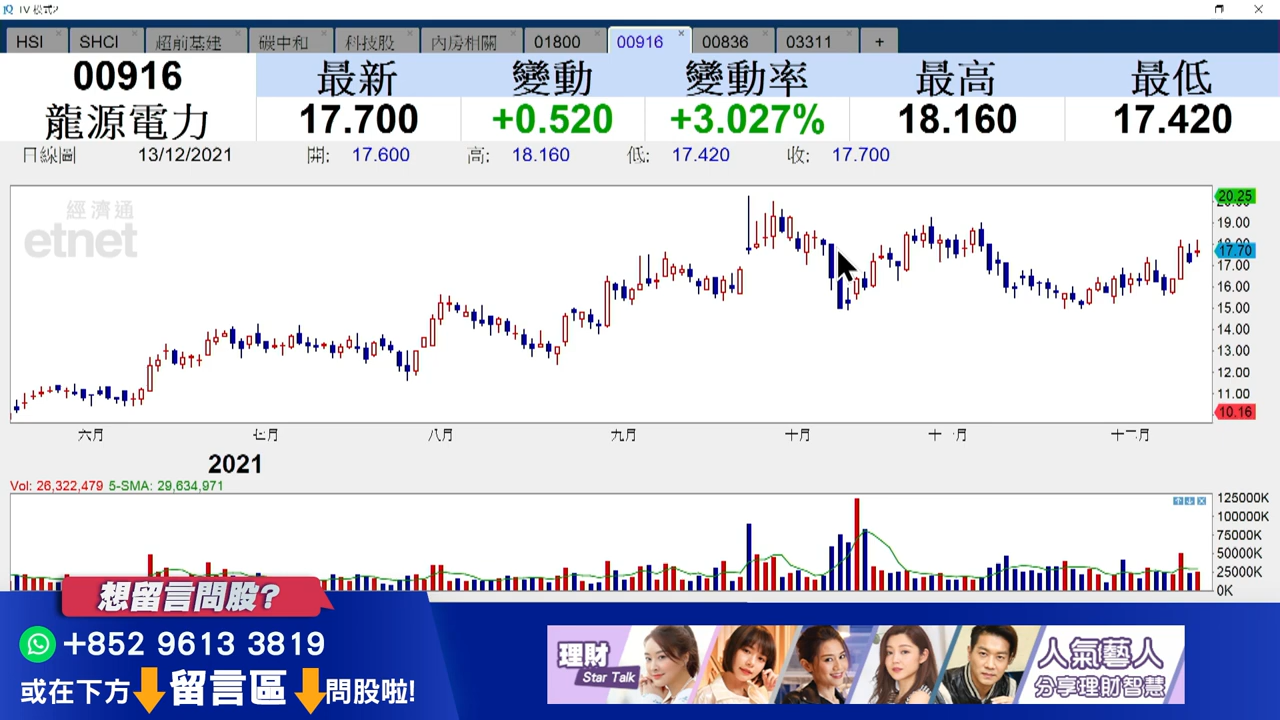 TV 模式2
HSI
SHCI
超前基建
碳中和
科技股
內房相關
01800
00916
00836
03311
+
00916
最新
變動
變動率
最高
最低
龍源電力
17.700
+0.520
+3.027%
18.160
17.420
日線圖
13/12/2021
開: 17.600
高: 18.160
低: 17.420
收: 17.700
經濟通
etnet
20.25
19.00
17.70
17.00
16.00
15.00
14.00
13.00
12.00
11.00
10.16
六月
七月
八月
九月
十月
十一月
十二月
2021
Vol: 26,322,479 5-SMA: 29,634,971
125000K
100000K
75000K
50000K
25000K
0K
想留言問股?
+852 9613 3819
或在下方留言區問股啦!
理財
Star Talk
人氣藝人
分享理財智慧